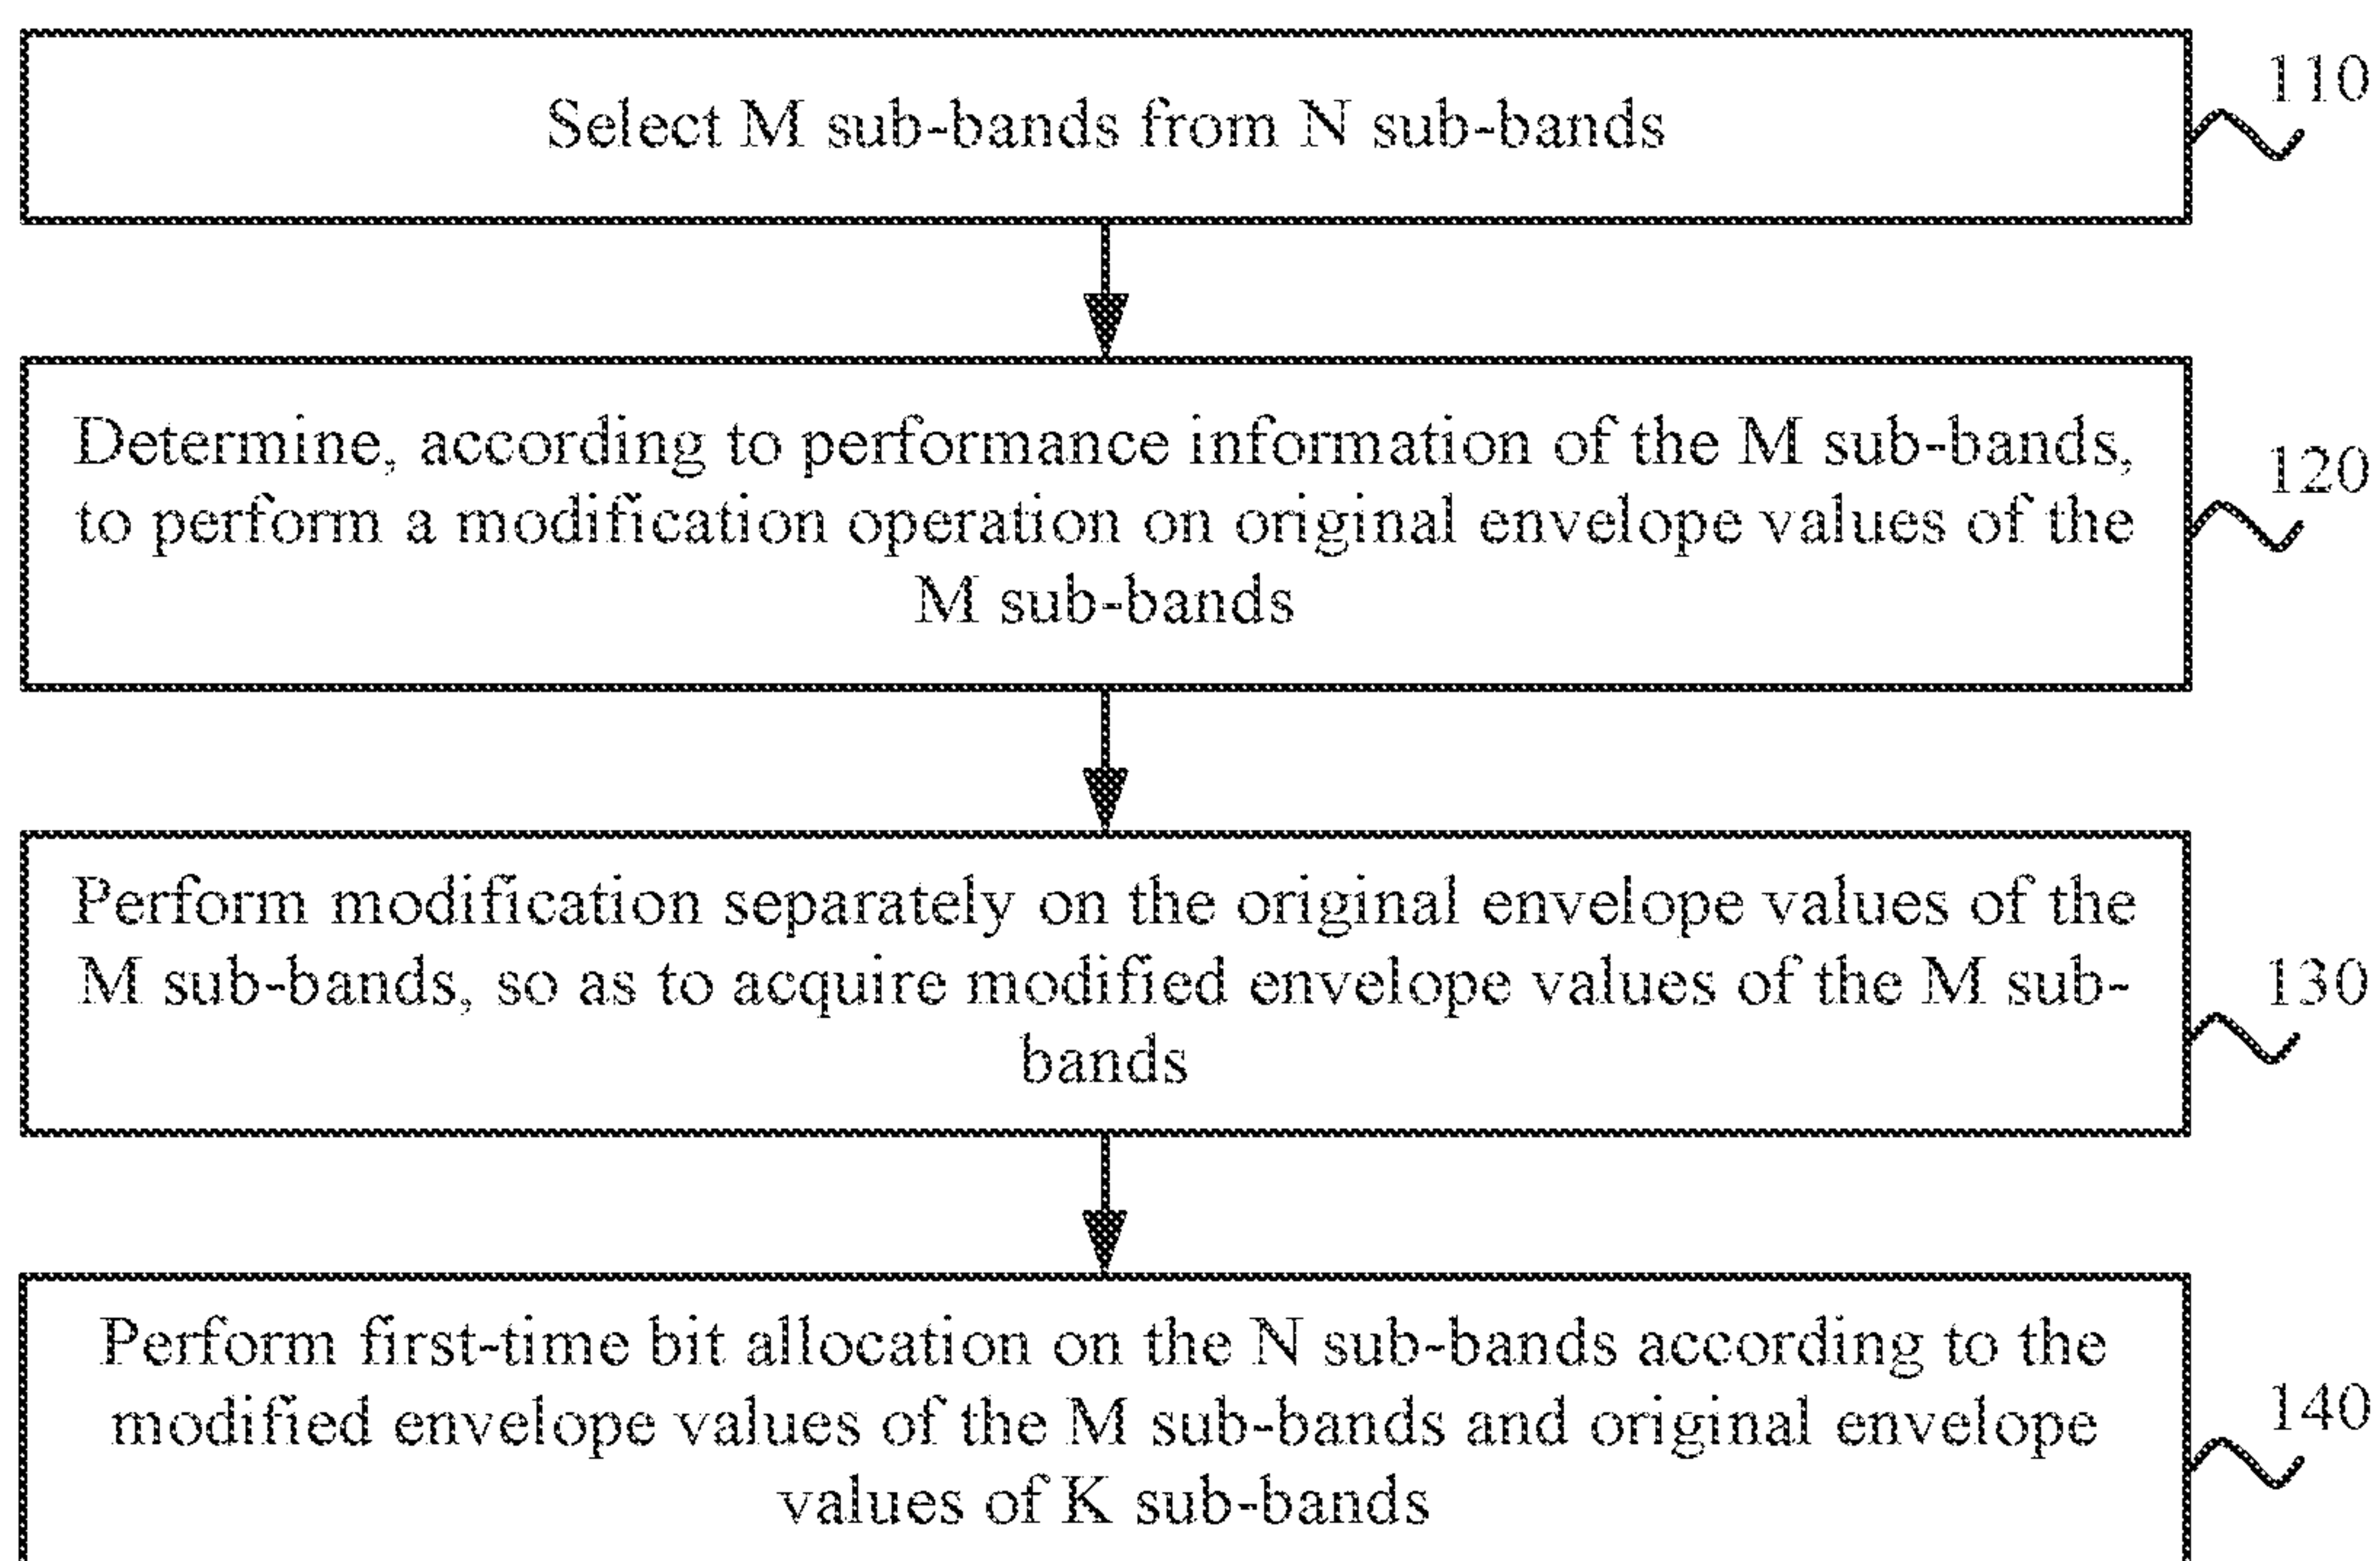 Select M sub-bands from N sub-bands
110
Determine, according to performance information of the M sub-bands,
to perform a modification operation on original envelope values of the
M sub-bands
120
Perform modification separately on the original envelope values of the
M sub-bands, so as to acquire modified envelope values of the M sub-
bands
130
Perform first-time bit allocation on the N sub-bands according to the
modified envelope values of the M sub-bands and original envelope
values of K sub-bands
140